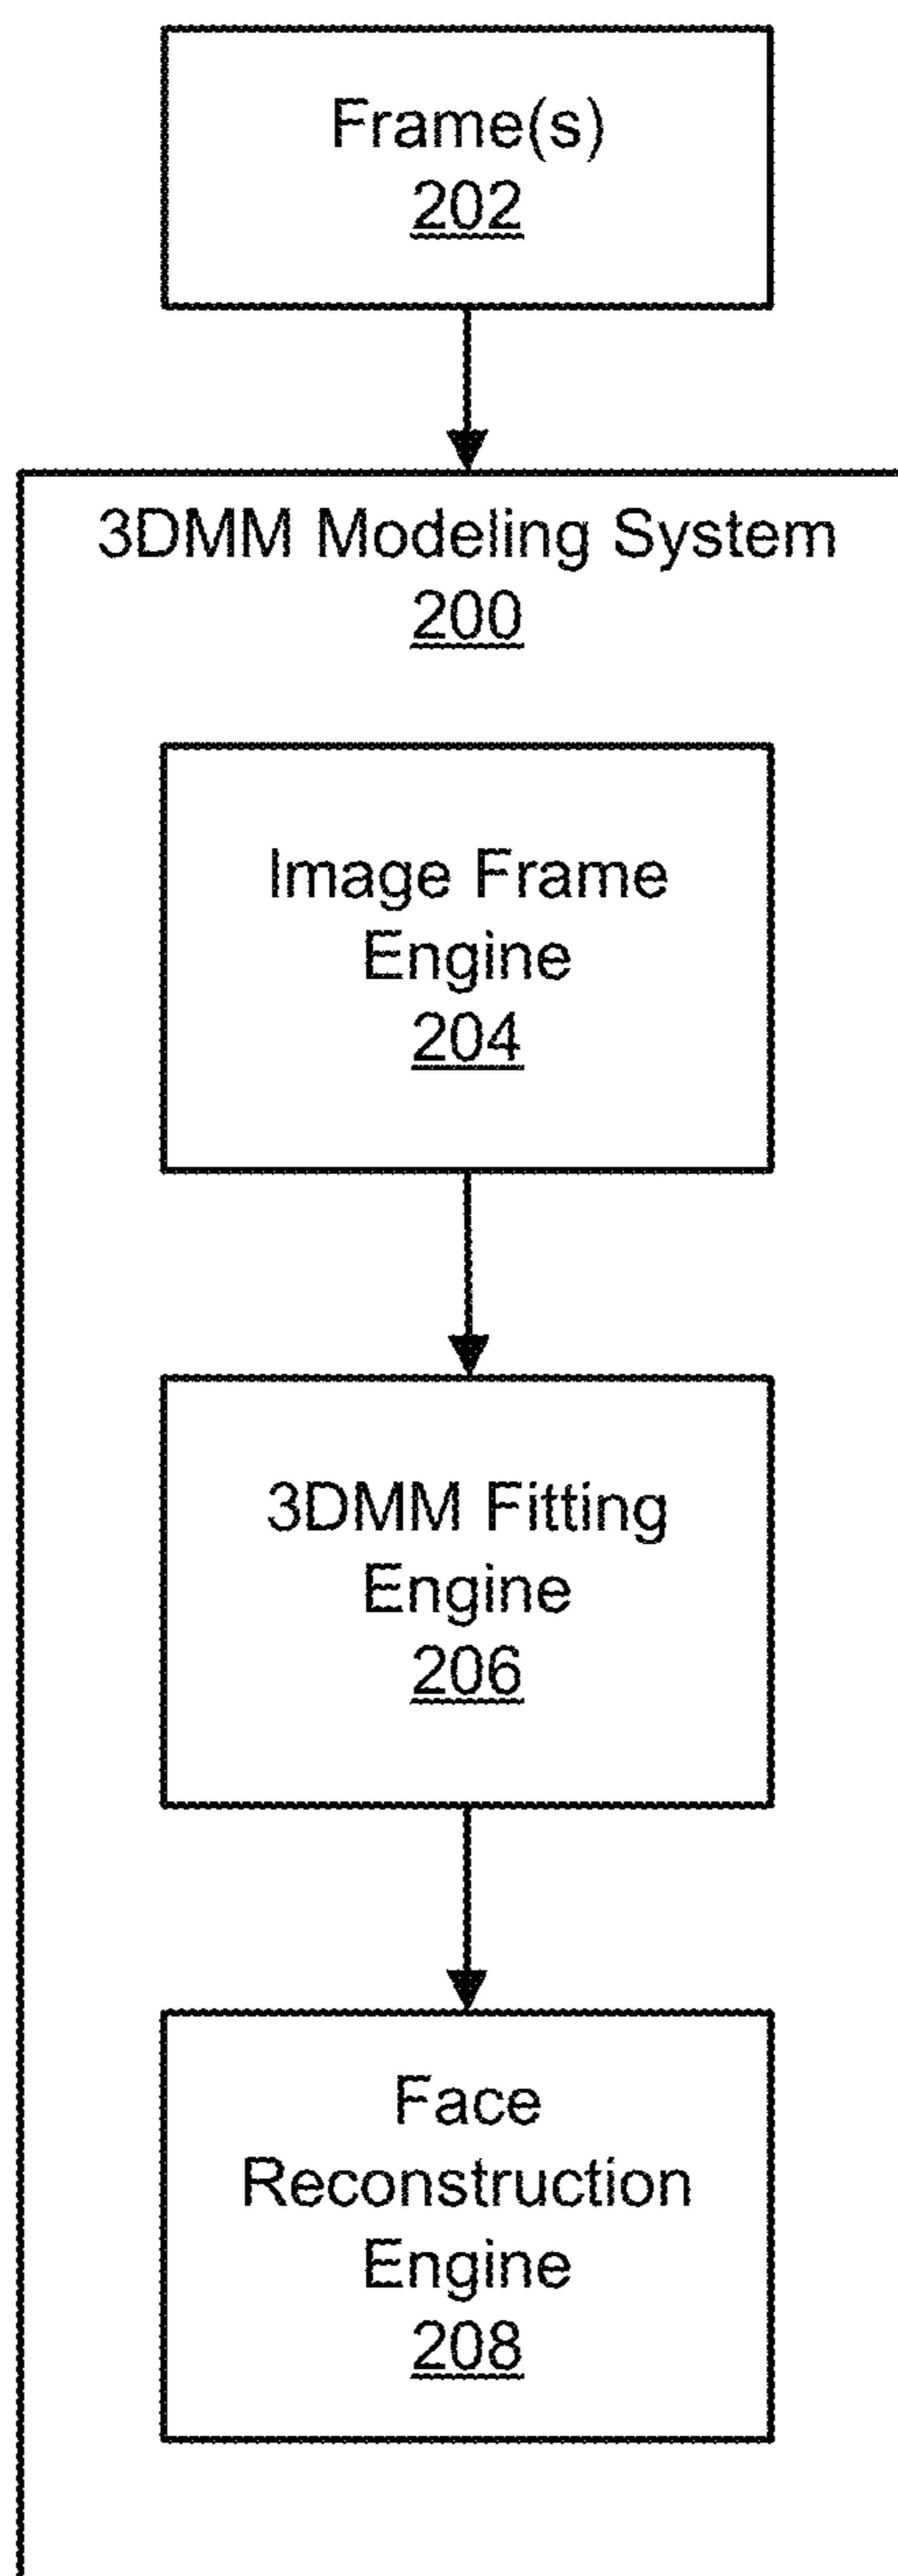 Frame(s)
202
3DMM Modeling System
200
Image Frame
Engine
204
3DMM Fitting
Engine
206
Face
Reconstruction
Engine
208